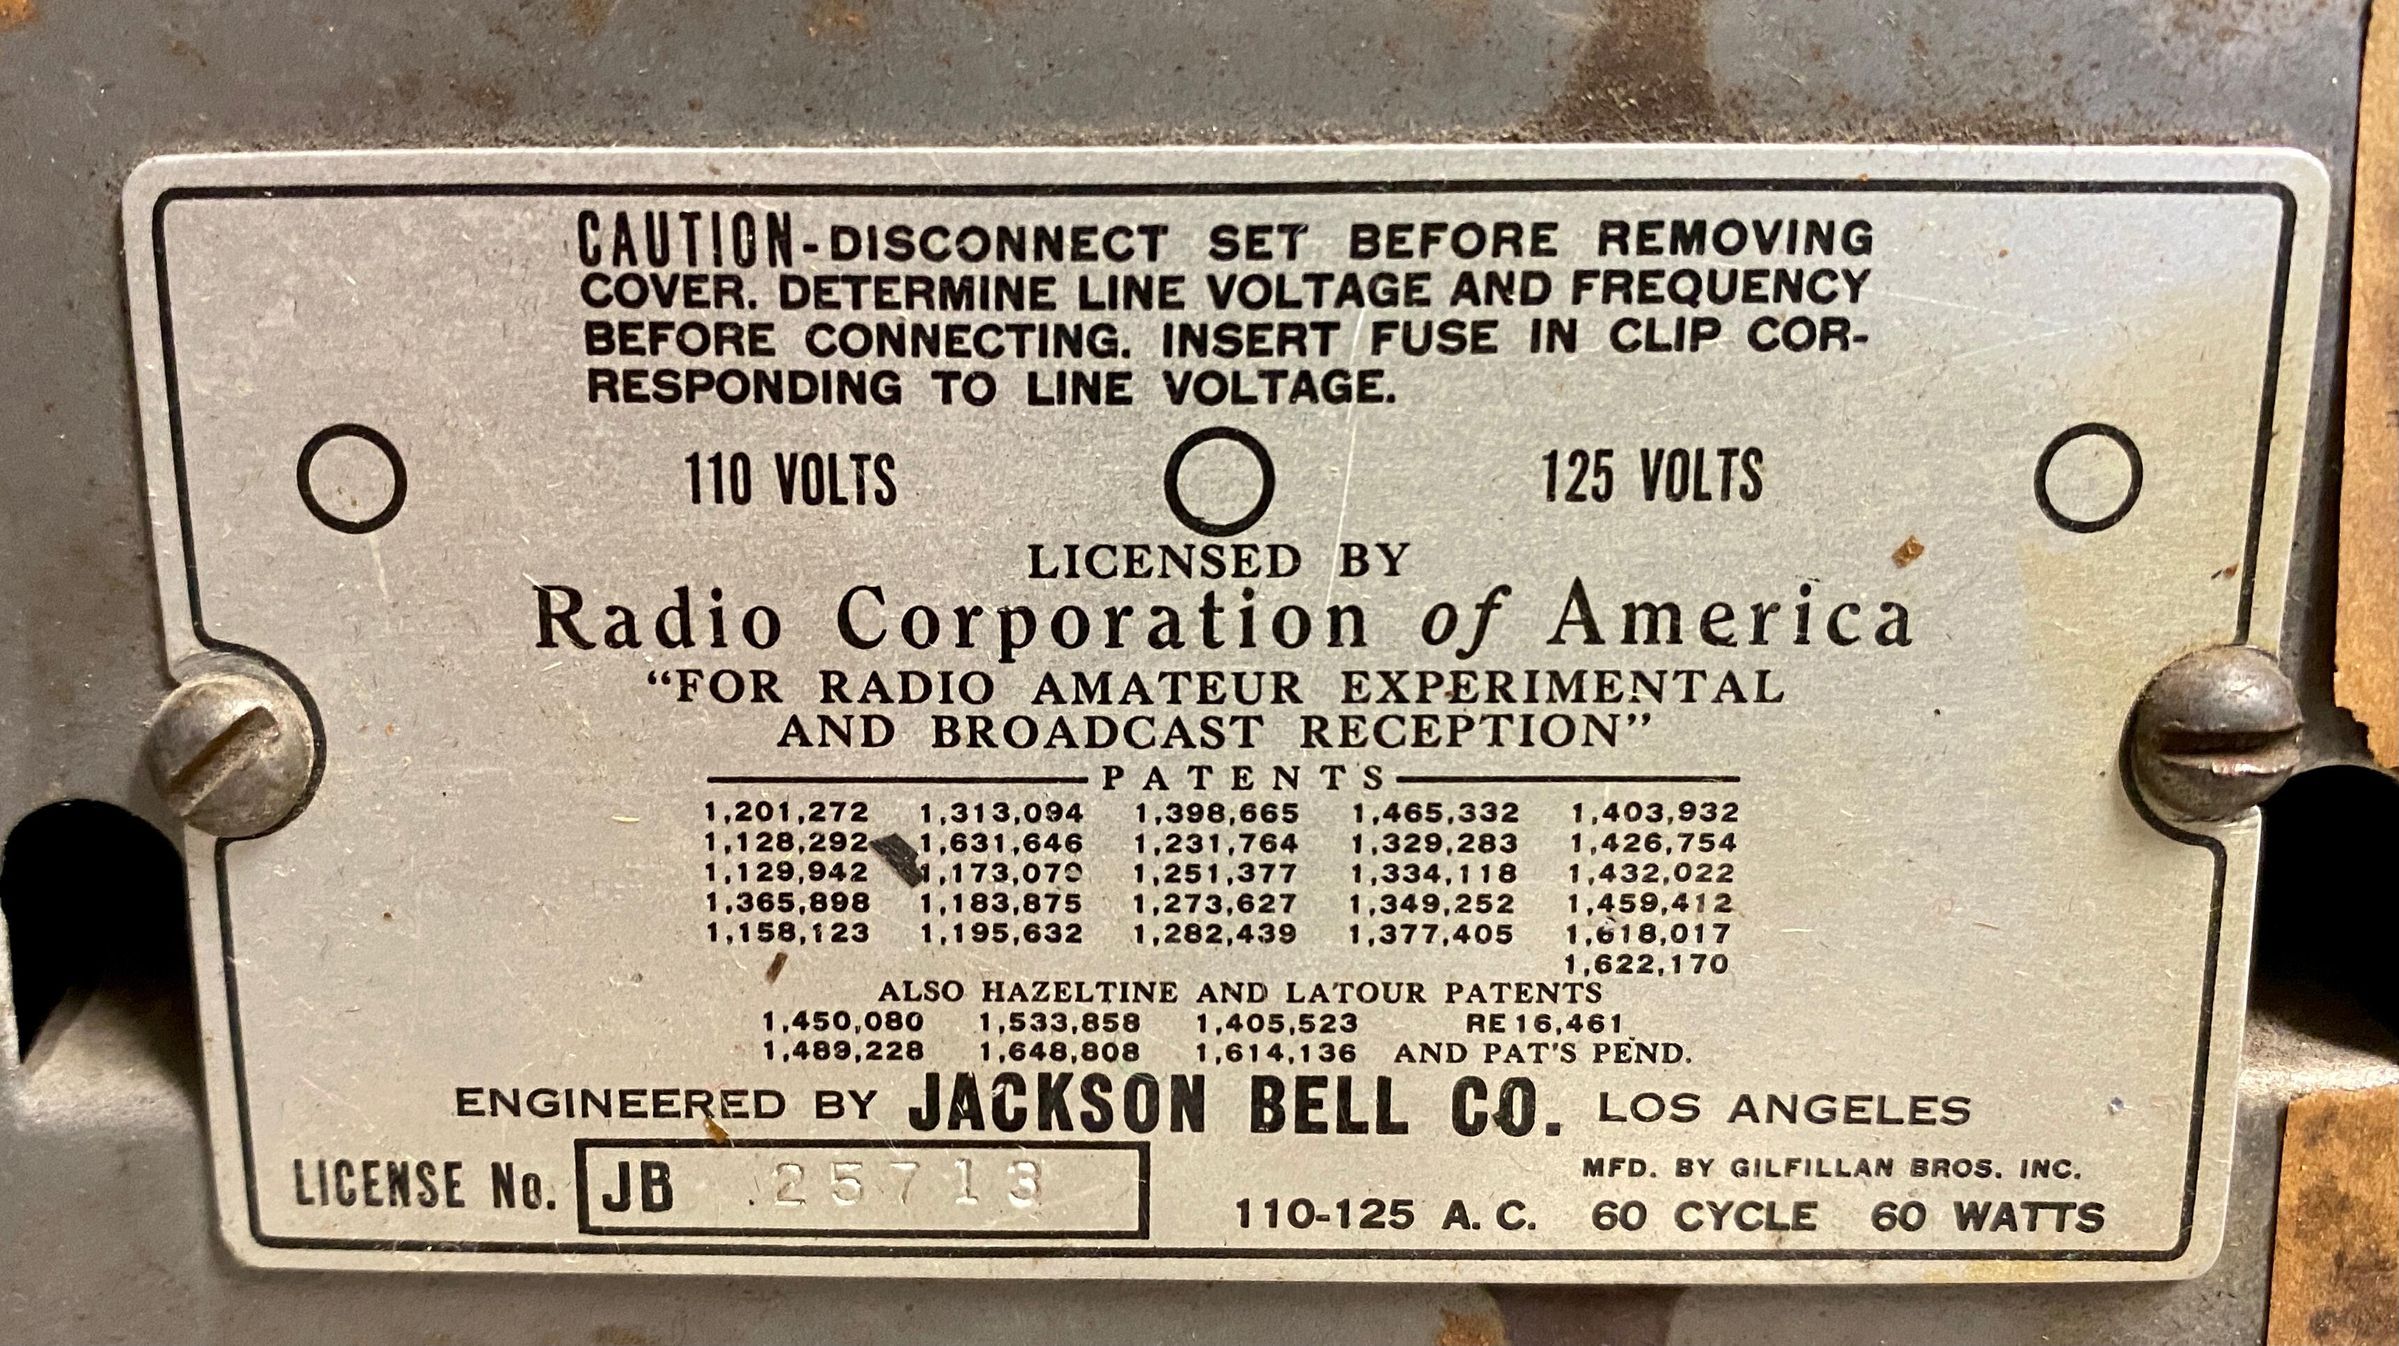 CAUTION-DISCONNECT SET BEFORE REMOVING
COVER. DETERMINE LINE VOLTAGE AND FREQUENCY
BEFORE CONNECTING. INSERT FUSE IN CLIP COR-
RESPONDING TO LINE VOLTAGE.
110 VOLTS 125 VOLTS
LICENSED BY
Radio Corporation of America
“FOR RADIO AMATEUR EXPERIMENTAL
AND BROADCAST RECEPTION”
PATENTS
1,201,272 1,313,094 1,398,665 1,465,332 1,403,932
1,128,292 1,631,646 1,231,764 1,329,283 1,426,754
1,129,942 1,173,079 1,251,377 1,334,118 1,432,022
1,365,898 1,183,875 1,273,627 1,349,252 1,459,412
1,158,123 1,195,632 1,282,439 1,377,405 1,618,017
1,622,170
ALSO HAZELTINE AND LATOUR PATENTS
1,450,080 1,533,858 1,405,523 RE 16,461
1,489,228 1,648,808 1,614,136 AND PAT'S PEND.
ENGINEERED BY JACKSON BELL CO. LOS ANGELES
MFD. BY GILFILLAN BROS. INC.
LICENSE No. JB 25713
110-125 A. C. 60 CYCLE 60 WATTS